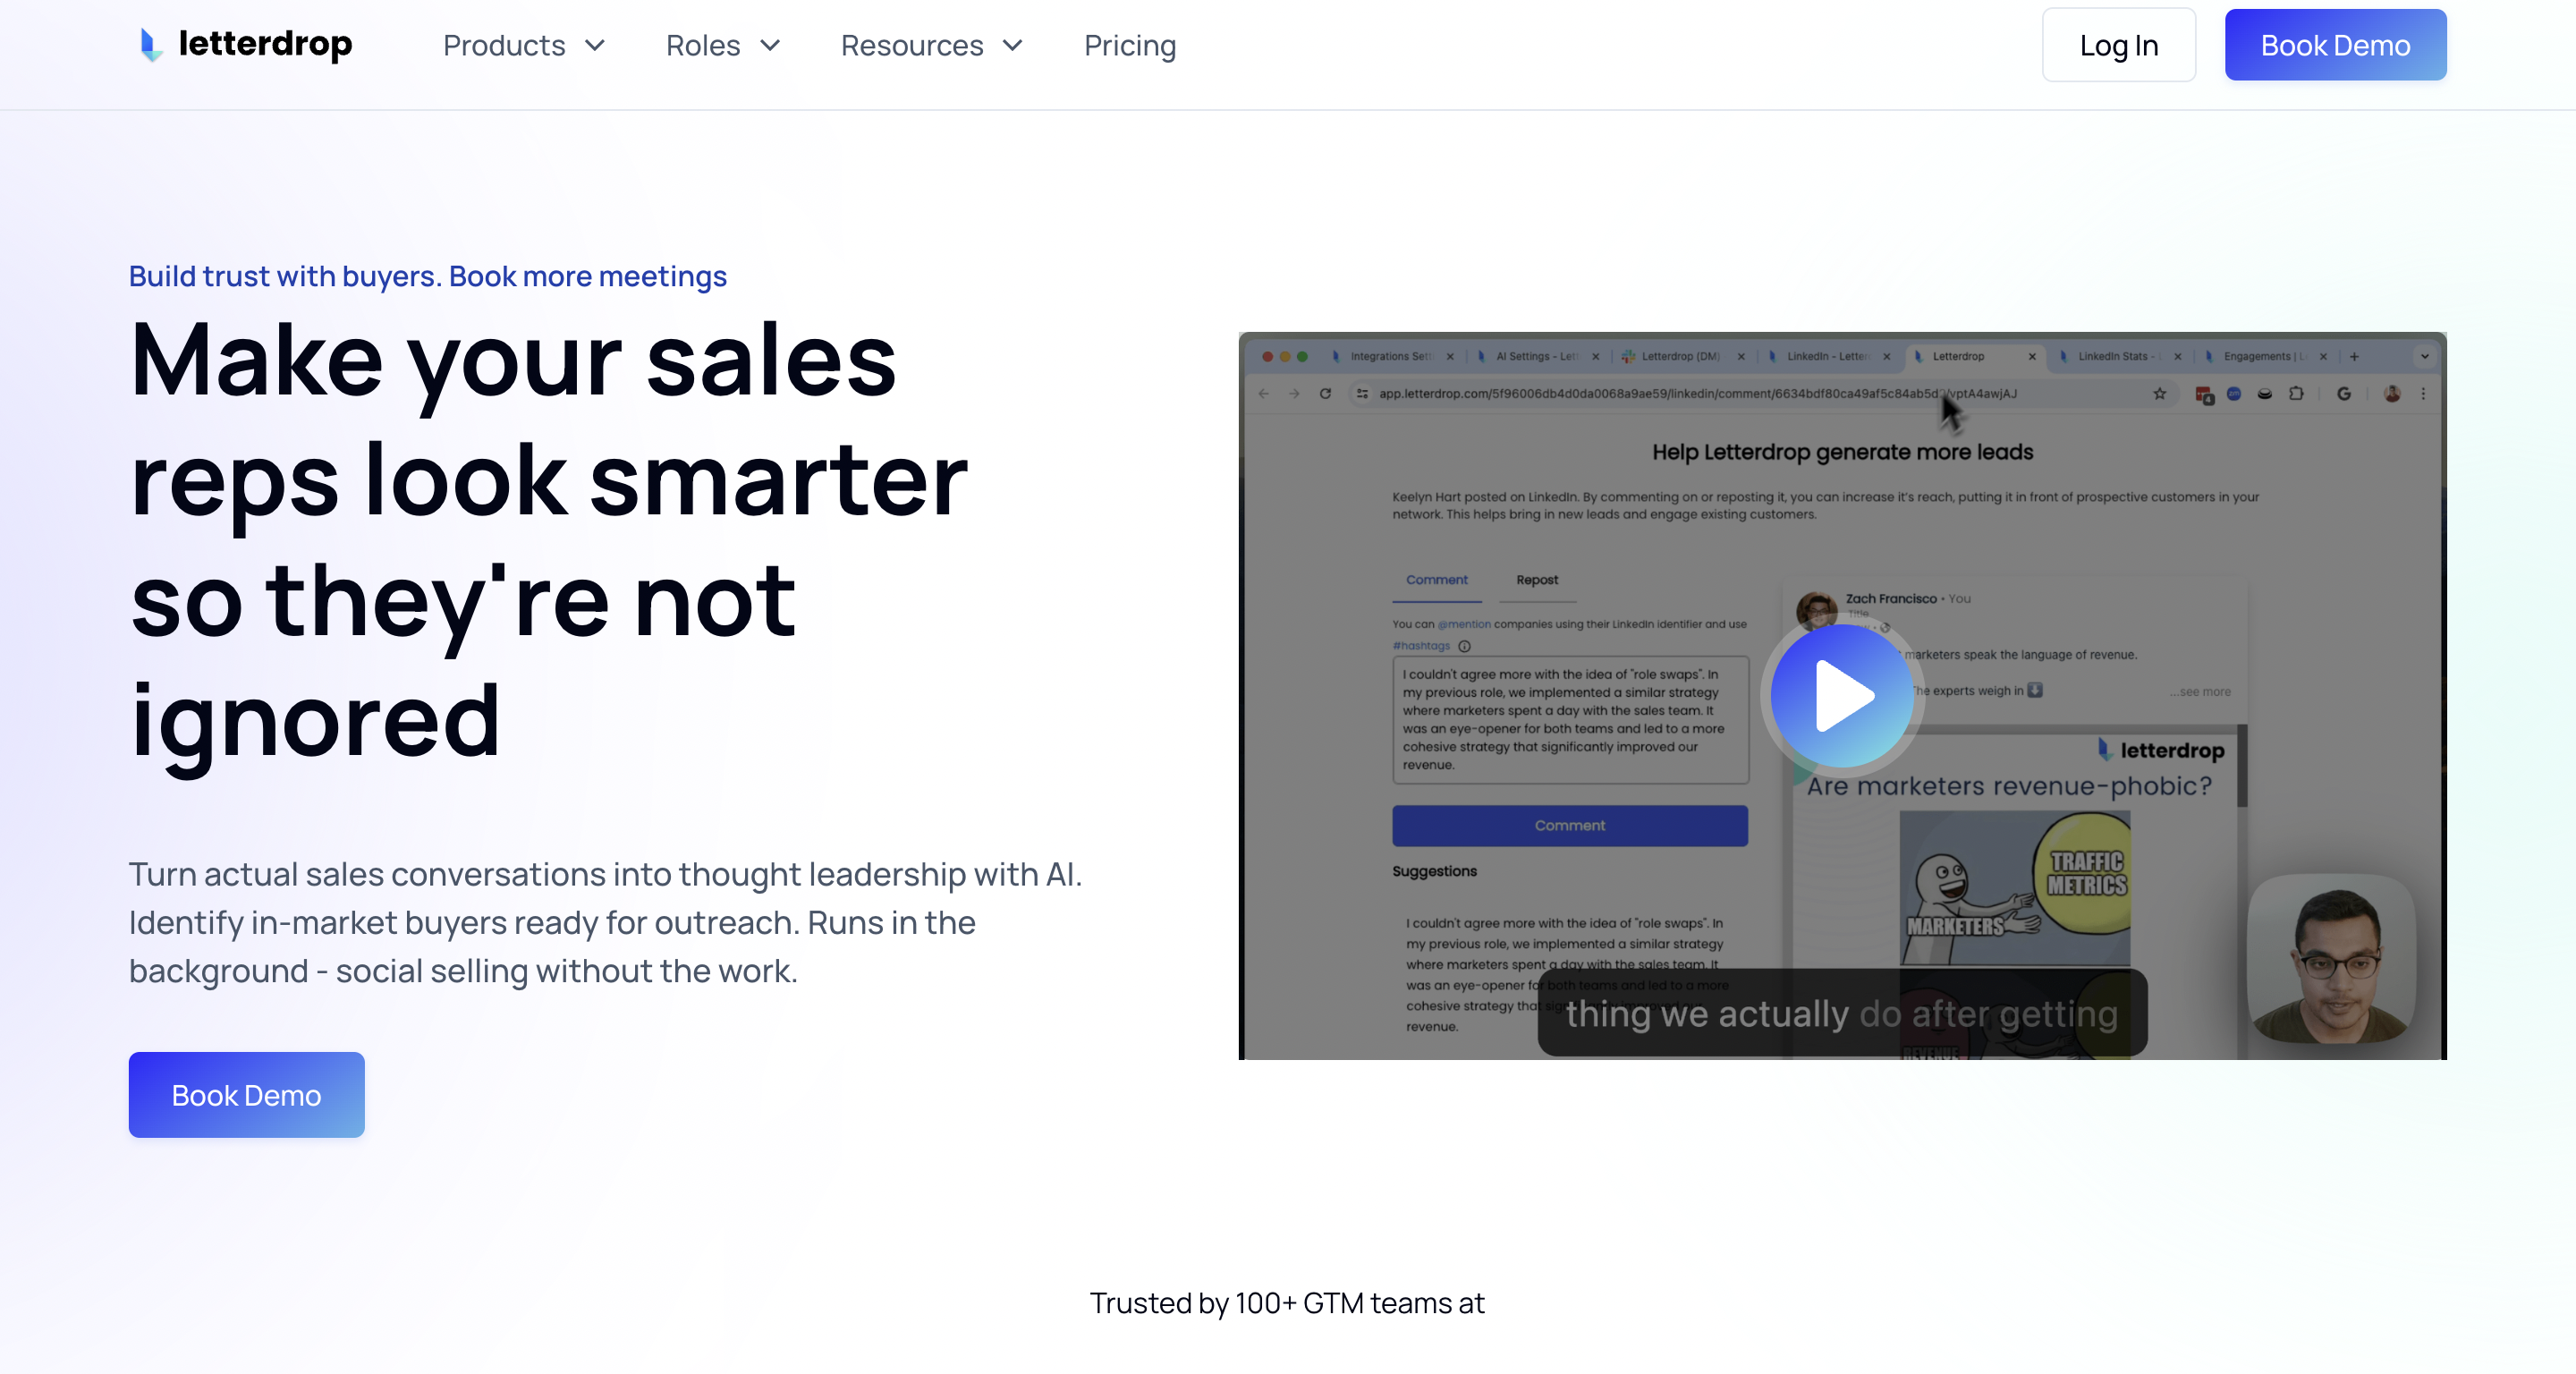 letterdrop
Products
Roles
Resources
Pricing
Log In
Book Demo
Build trust with buyers. Book more meetings
Make your sales
reps look smarter
so they're not
ignored
Turn actual sales conversations into thought leadership with AI.
Identify in-market buyers ready for outreach. Runs in the
background - social selling without the work.
Book Demo
Integrations Sett
AI Settings - Lett
Letterdrop (DM)
LinkedIn - Letter
Letterdrop
LinkedIn Stats -
Engagements | L
Help Letterdrop generate more leads
Keelyn Hart posted on LinkedIn. By commenting on or reposting it, you can increase it's reach, putting it in front of prospective customers in your
network. This helps bring in new leads and engage existing customers.
Comment
Repost
You can @mention companies using their LinkedIn identifier and use
#hashtags
I couldn't agree more with the idea of "role swaps". In
my previous role, we implemented a similar strategy
where marketers spent a day with the sales team. It
was an eye-opener for both teams and led to a more
cohesive strategy that significantly improved our
revenue.
Comment
Suggestions
I couldn't agree more with the idea of "role swaps". In
my previous role, we implemented a similar strategy
where marketers spent a day with the sales team. It
was an eye-opener for both teams and led to a more
cohesive strategy that
revenue.
Zach Francisco • You
Title
marketers speak the language of revenue.
The experts weigh in
...see more
letterdrop
Are marketers revenue-phobic?
TRAFFIC
METRICS
MARKETERS
REVENUE
thing we actually do after getting
Trusted by 100+ GTM teams at